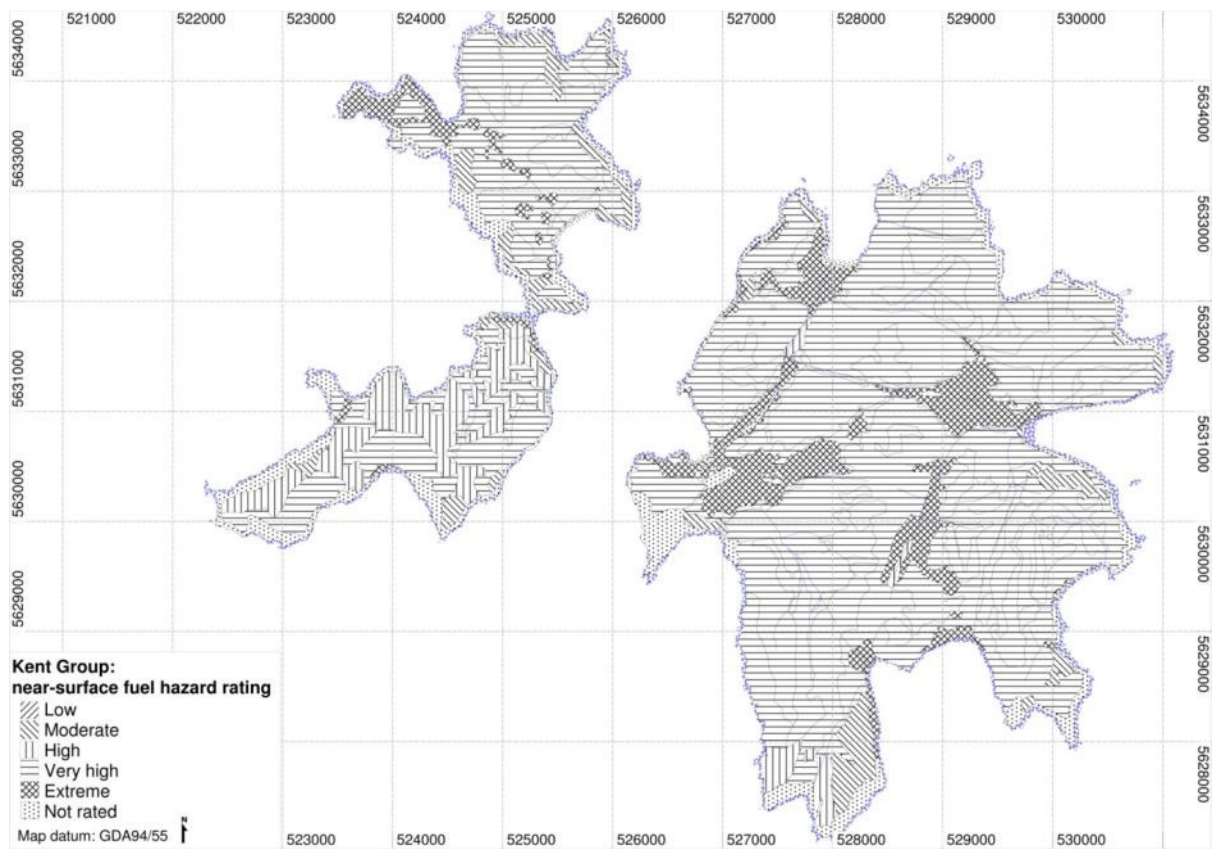 521000 522000 523000 524000 525000 526000 527000 528000 529000 530000
5634000
5633000
5632000
5631000
5630000
5629000
5634000
5633000
5632000
5631000
5630000
5629000
5628000
Kent Group:
near-surface fuel hazard rating
Low
Moderate
High
Very high
Extreme
Not rated
Map datum: GDA94/55 N
523000 524000 525000 526000 527000 528000 529000 530000